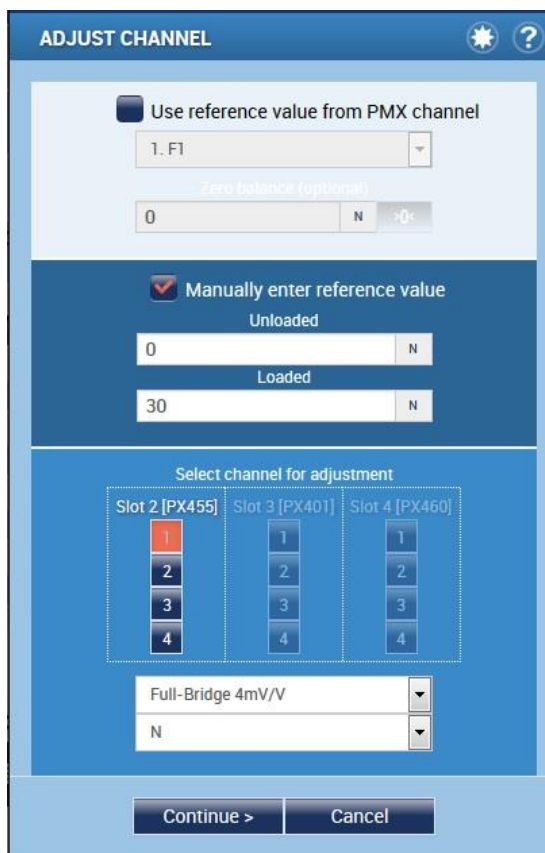 ADJUST CHANNEL ?
Use reference value from PMX channel
1. F1
Zero balance (optional)
0 N >0<
Manually enter reference value
Unloaded
0 N
Loaded
30 N
Select channel for adjustment
Slot 2 [PX455] Slot 3 [PX401] Slot 4 [PX460]
1 1 1
2 2 2
3 3 3
4 4 4
Full-Bridge 4mV/V
N
Continue > Cancel